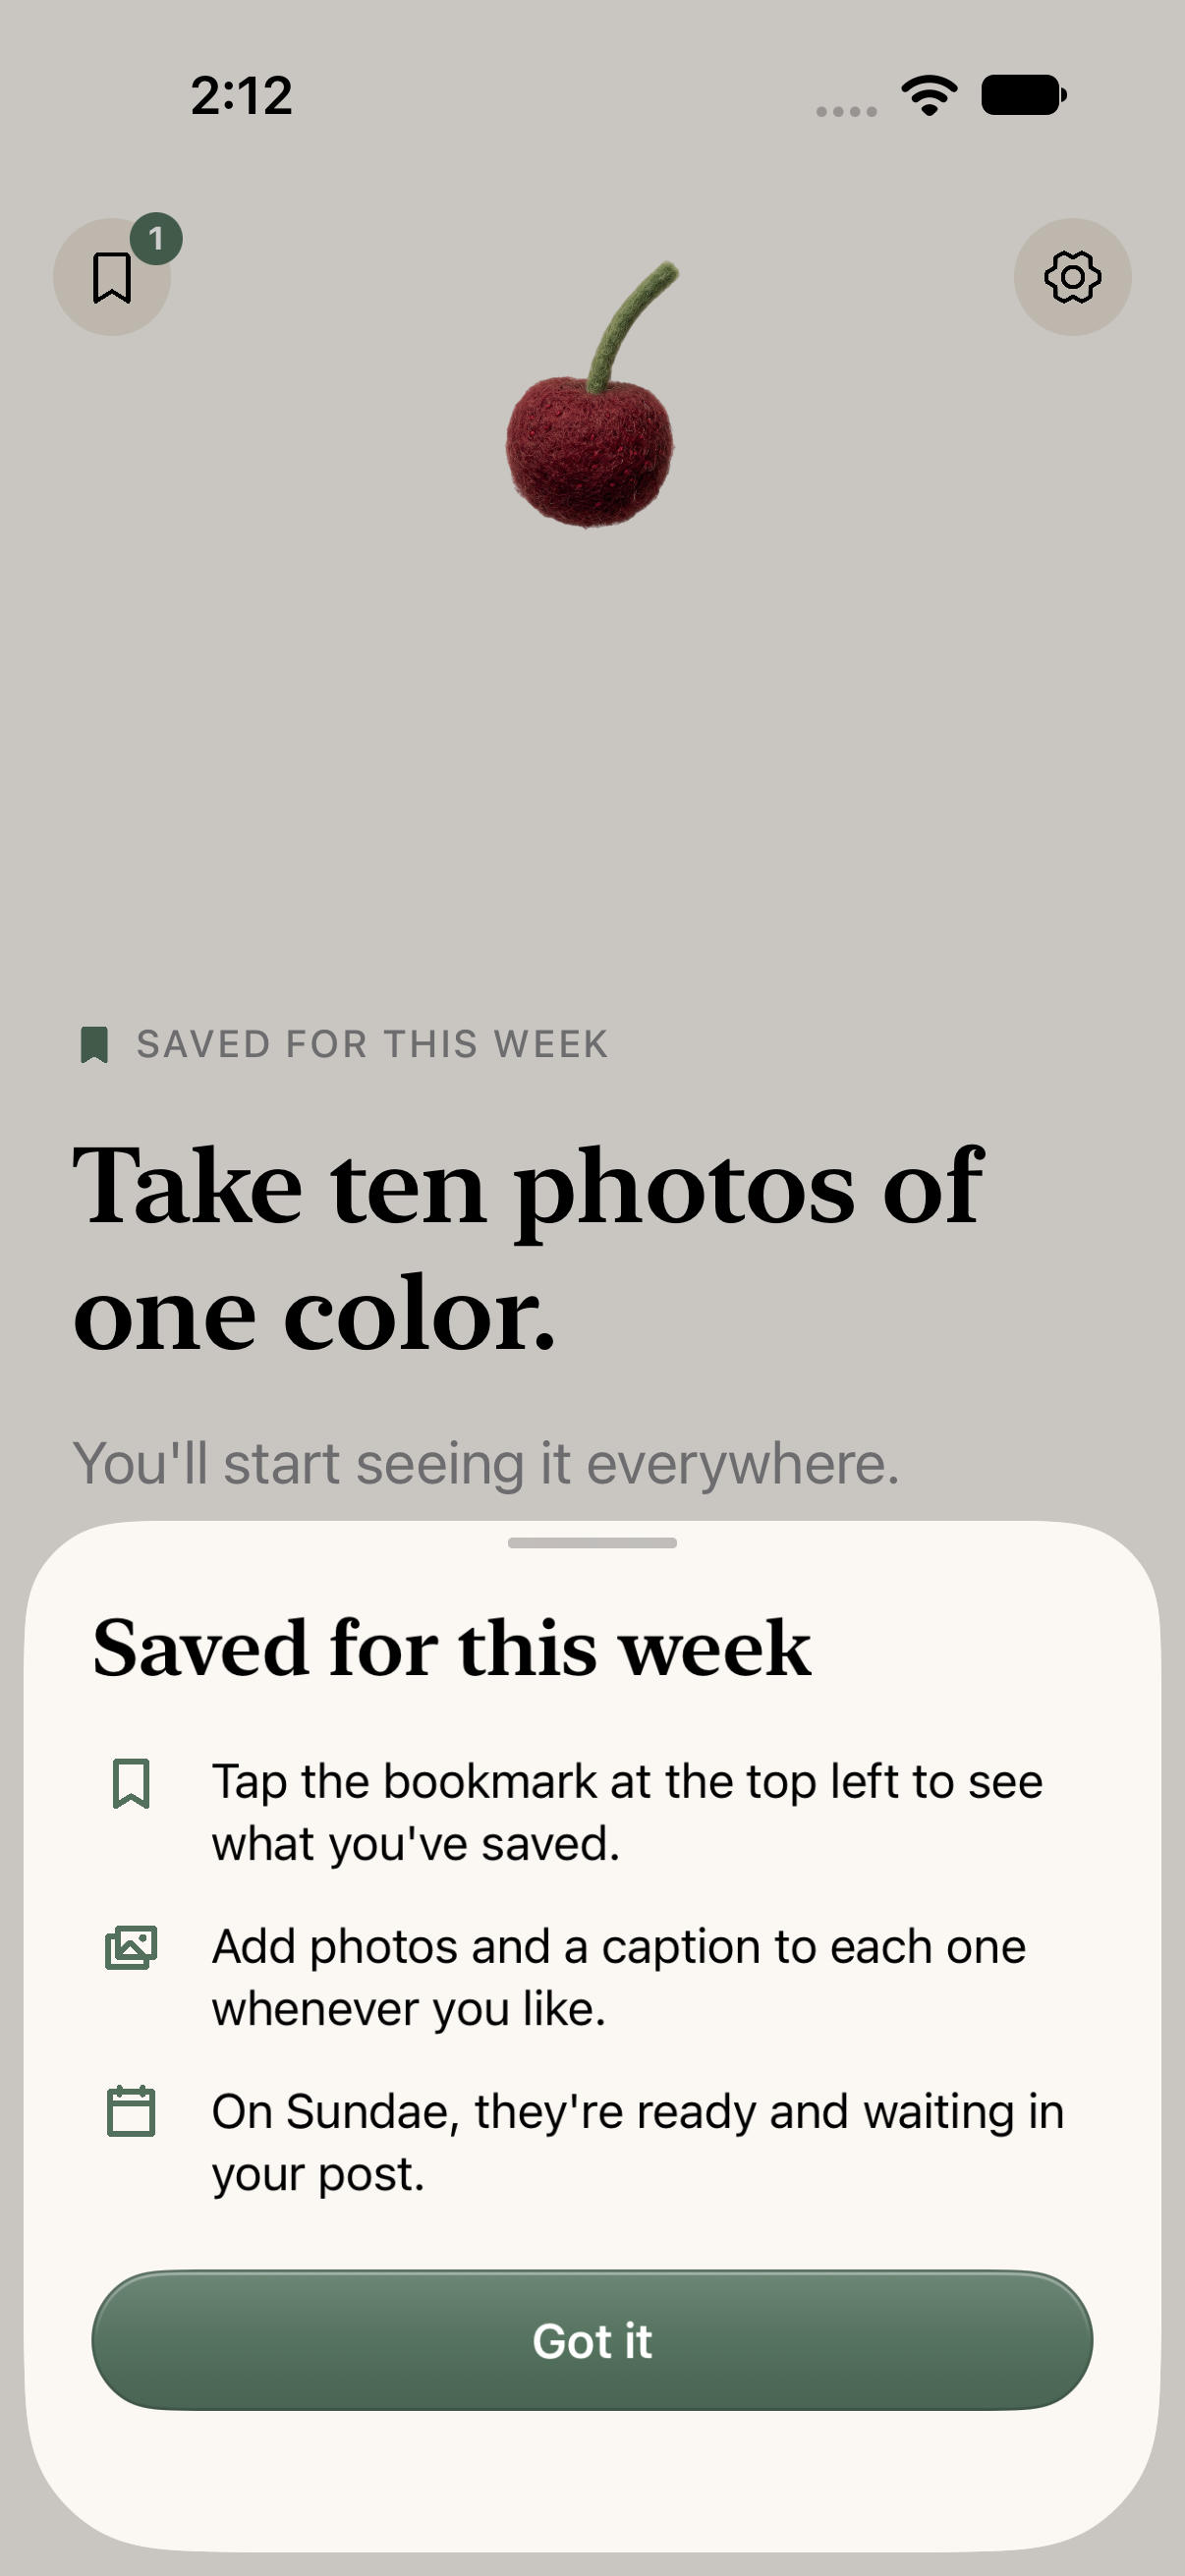 2:12
1
SAVED FOR THIS WEEK
Take ten photos of
one color.
You'll start seeing it everywhere.
Saved for this week
Tap the bookmark at the top left to see
what you've saved.
Add photos and a caption to each one
whenever you like.
On Sundae, they're ready and waiting in
your post.
Got it